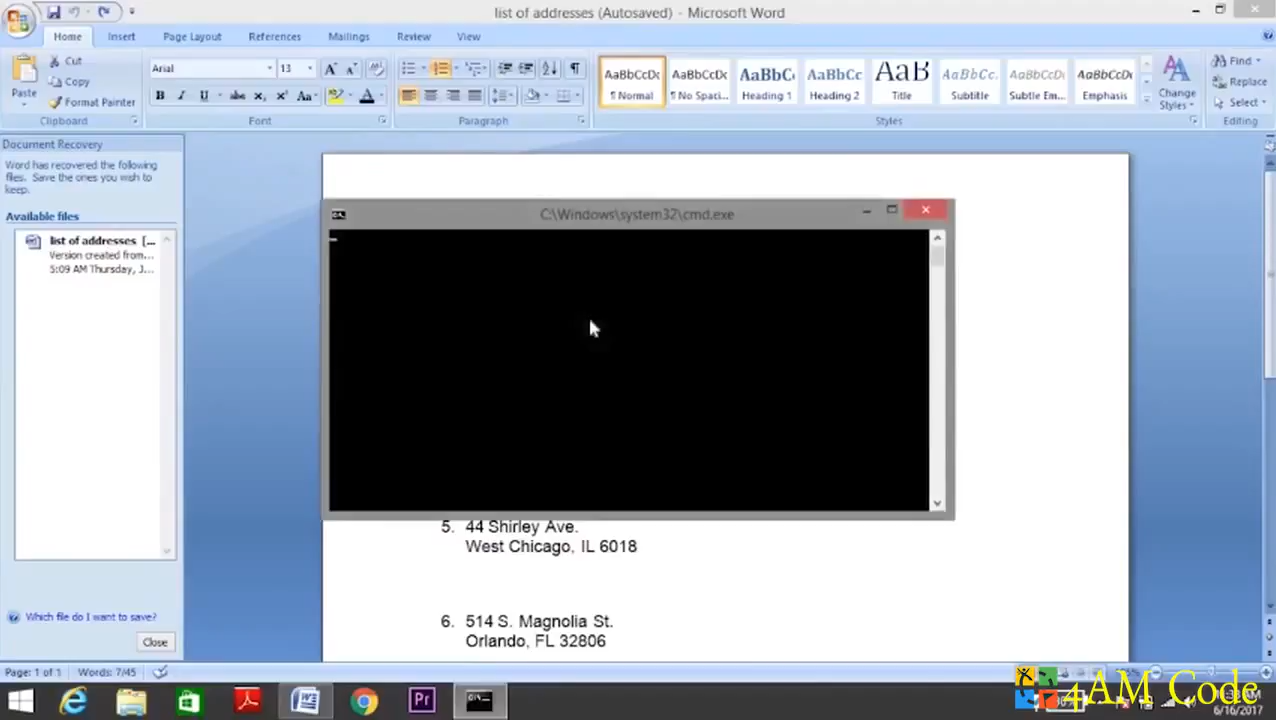 list of addresses (Autosaved) - Microsoft Word
Home Insert Page Layout References Mailings Review View
Paste
Cut
Copy
Format Painter
Clipboard
Arial 13
Font
Paragraph
AaBbCcDc AaBbCcDc AaBbC AaBbCc AaB AaBbCc. AaBbCcDc AaBbCcDc
¶ Normal ¶ No Spaci... Heading 1 Heading 2 Title Subtitle Subtle Em... Emphasis
Change Styles
Styles
Find
Replace
Select
Editing
Document Recovery
Word has recovered the following
files. Save the ones you wish to
keep.
Available files
list of addresses [...
Version created from...
5:09 AM Thursday, J...
Which file do I want to save?
Close
C:\Windows\system32\cmd.exe
5. 44 Shirley Ave.
West Chicago, IL 6018
6. 514 S. Magnolia St.
Orlando, FL 32806
Page: 1 of 1 Words: 7/45
Pr
4AM Code
6/16/2017